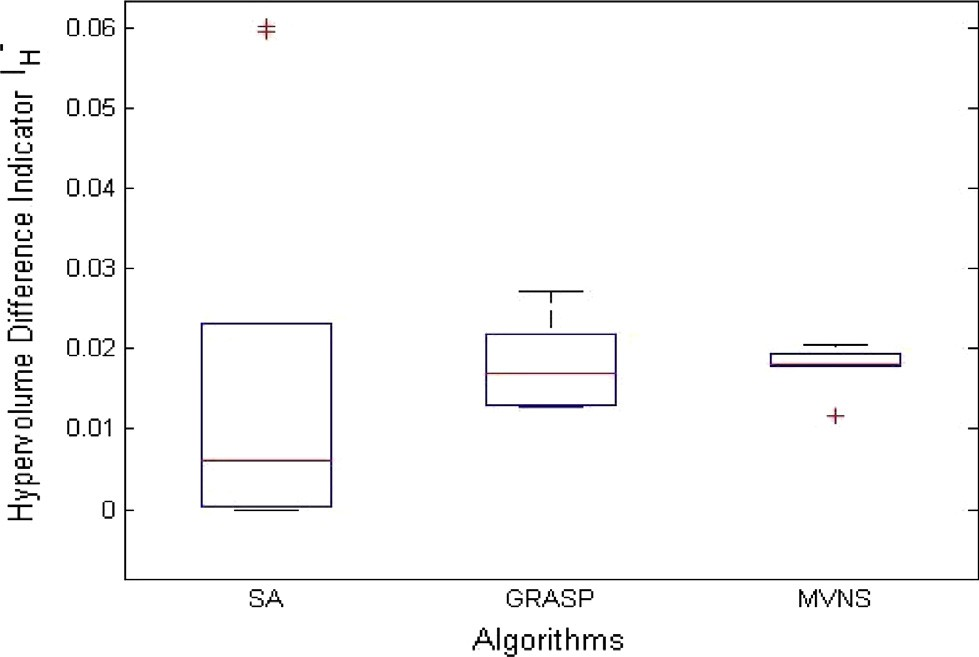 Hypervolume Difference Indicator I_H^-
0.06
0.05
0.04
0.03
0.02
0.01
0
SA GRASP MVNS
Algorithms